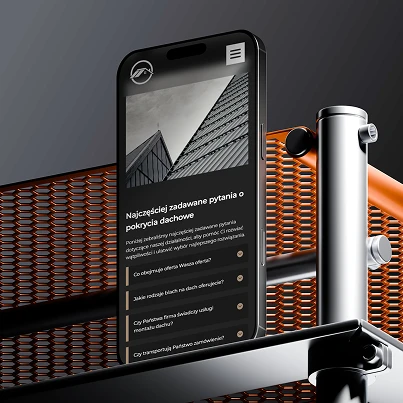 Najczęściej zadawane pytania o
pokrycia dachowe
Poniżej zebraliśmy najczęściej zadawane pytania
dotyczące naszej działalności, aby pomóc Ci rozwiać
wątpliwości i ułatwić wybór najlepszego rozwiązania.
Co obejmuje oferta Wasza oferta?
Jakie rodzaje blach na dach oferujecie?
Czy Państwa firma świadczy usługi
montażu dachu?
Czy transportują Państwo zamówienie?